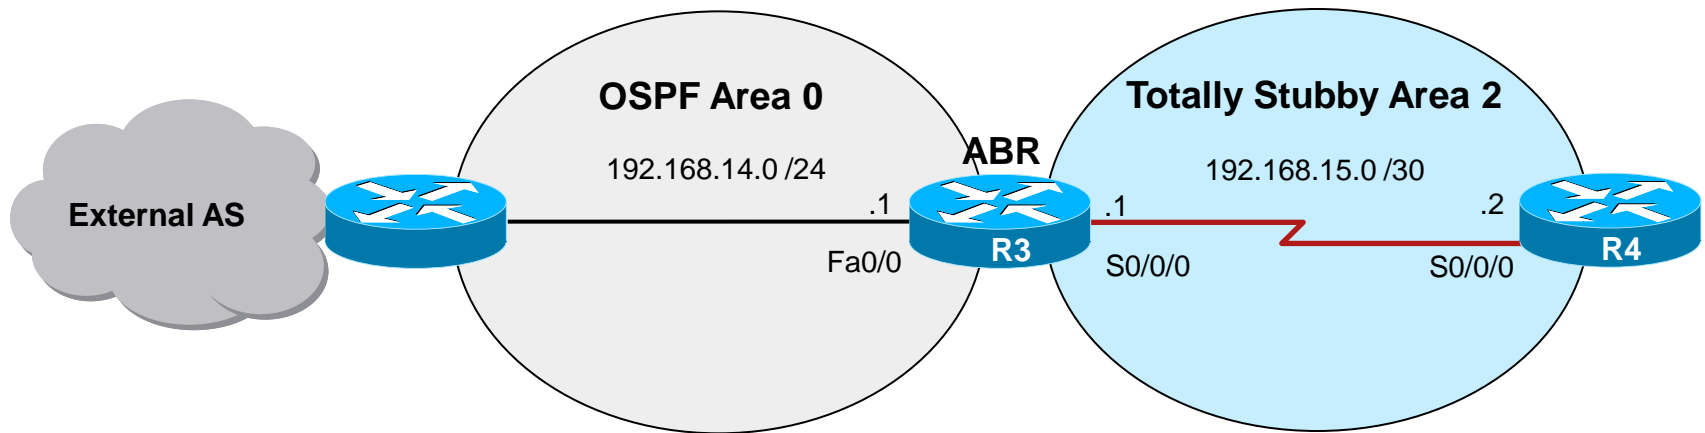 OSPF Area 0
Totally Stubby Area 2
ABR
192.168.14.0 /24
192.168.15.0 /30
External AS
.1
.1
.2
R3
R4
Fa0/0
S0/0/0
S0/0/0